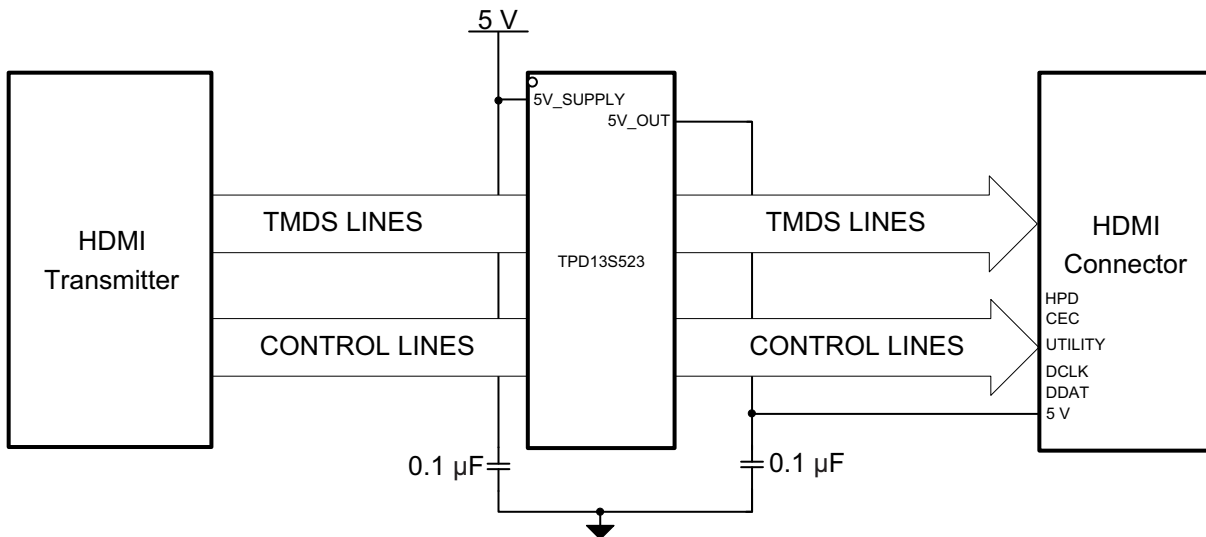 5 V
5V_SUPPLY
5V_OUT
HDMI
Transmitter
TMDS LINES
TPD13S523
TMDS LINES
HDMI
Connector
CONTROL LINES
CONTROL LINES
HPD
CEC
UTILITY
DCLK
DDAT
5 V
0.1 µF
0.1 µF